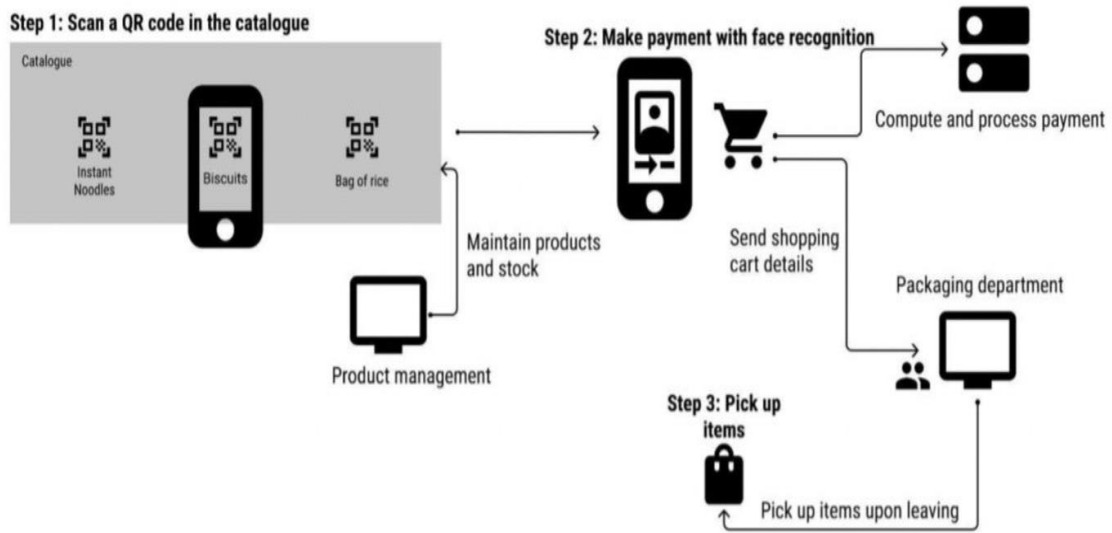 Step 1: Scan a QR code in the catalogue
Catalogue
Instant
Noodles
Biscuits
Bag of rice
Maintain products
and stock
Product management
Step 2: Make payment with face recognition
Compute and process payment
Send shopping
cart details
Packaging department
Step 3: Pick up
items
Pick up items upon leaving